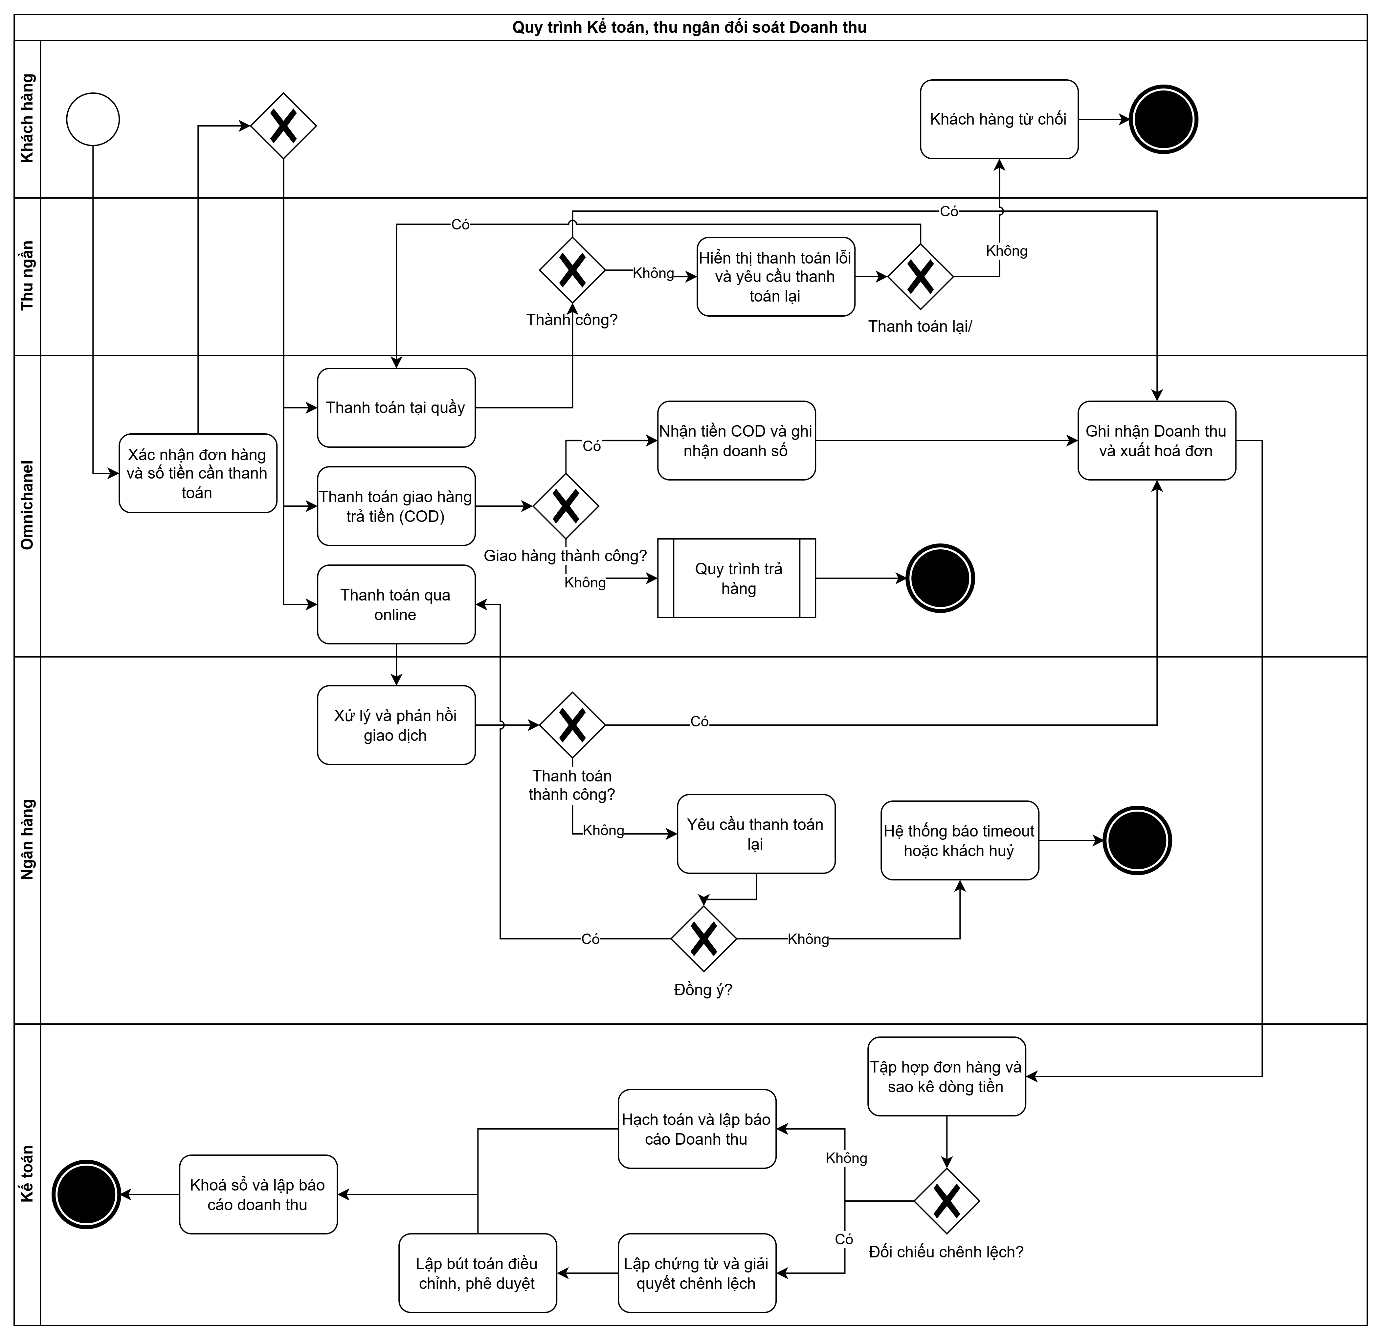 Quy trình Kế toán, thu ngân đối soát Doanh thu
Khách hàng
Khách hàng từ chối
Thu ngân
Có
Có
Không
Hiển thị thanh toán lỗi
và yêu cầu thanh
toán lại
Không
Thành công?
Thanh toán lại/
Omnichanel
Xác nhận đơn hàng
và số tiền cần thanh
toán
Thanh toán tại quầy
Có
Nhận tiền COD và ghi
nhận doanh số
Ghi nhận Doanh thu
và xuất hoá đơn
Thanh toán giao hàng
trả tiền (COD)
Giao hàng thành công?
Không
Quy trình trả
hàng
Thanh toán qua
online
Ngân hàng
Xử lý và phản hồi
giao dịch
Có
Thanh toán
thành công?
Không
Yêu cầu thanh toán
lại
Hệ thống báo timeout
hoặc khách huỷ
Có
Không
Đồng ý?
Kế toán
Tập hợp đơn hàng và
sao kê dòng tiền
Hạch toán và lập báo
cáo Doanh thu
Không
Khoá sổ và lập báo
cáo doanh thu
Có
Đối chiếu chênh lệch?
Lập bút toán điều
chỉnh, phê duyệt
Lập chứng từ và giải
quyết chênh lệch